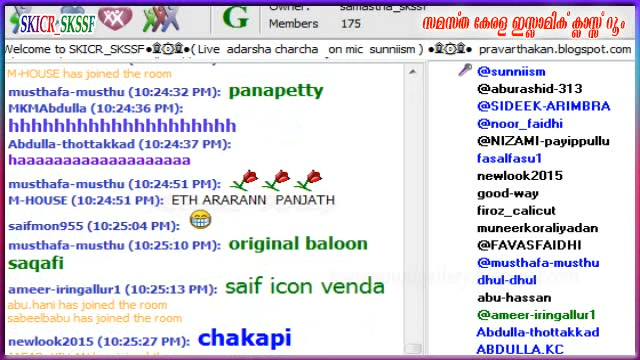 Owner: samastha_skssf
Members 175
സമസ്ത കേരള ഇസ്ലാമിക് ക്ലാസ്സ് റൂം
SKICR_SKSSF
Welcome to SKICR_SKSSF●۩۞۩●( Live adarsha charcha on mic sunniism ) ●۩۞۩● pravarthakan.blogspot.com
M-HOUSE has joined the room
musthafa-musthu (10:24:32 PM): panapetty
MKMAbdulla (10:24:36 PM):
hhhhhhhhhhhhhhhhhhhhh
Abdulla-thottakkad (10:24:37 PM):
haaaaaaaaaaaaaaaaaaa
musthafa-musthu (10:24:51 PM):
M-HOUSE (10:24:51 PM): ETH ARARANN PANJATH
saifmon955 (10:25:04 PM):
musthafa-musthu (10:25:10 PM): original baloon
saqafi
ameer-iringallur1 (10:25:13 PM): saif icon venda
abu.hani has joined the room
sabeelbabu has joined the room
newlook2015 (10:25:27 PM): chakapi
@sunniism
@aburashid-313
@SIDEEK-ARIMBRA
@noor_faidhi
@NIZAMI-payippullu
fasalfasu1
newlook2015
good-way
firoz_calicut
muneerkoraliyadan
@FAVASFAIDHI
@musthafa-musthu
dhul-dhul
abu-hassan
@ameer-iringallur1
Abdulla-thottakkad
ABDULLA.KC